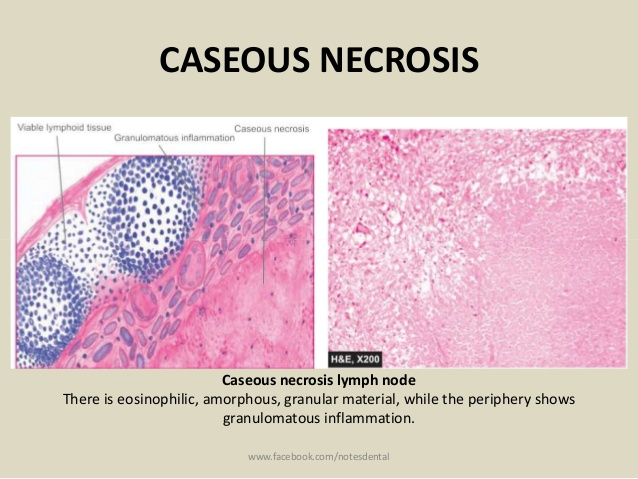 CASEOUS NECROSIS
Viable lymphoid tissue
Granulomatous inflammation
Caseous necrosis
H&E, X200
Caseous necrosis lymph node
There is eosinophilic, amorphous, granular material, while the periphery shows
granulomatous inflammation.
www.facebook.com/notesdental